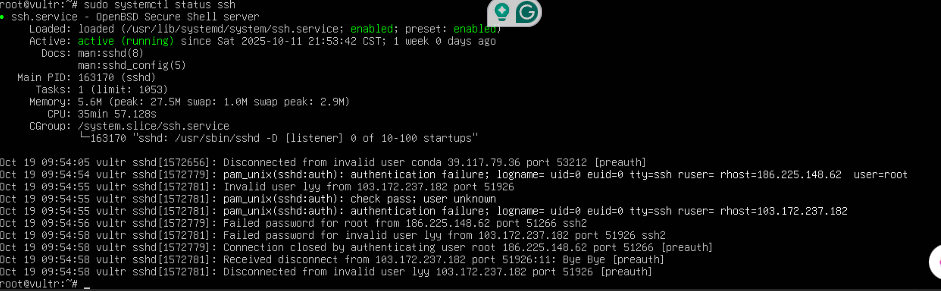 root@vultr:~# sudo systemctl status ssh
● ssh.service - OpenBSD Secure Shell server
Loaded: loaded (/usr/lib/systemd/system/ssh.service; enabled; preset: enabled)
Active: active (running) since Sat 2025-10-11 21:53:42 CST; 1 week 0 days ago
Docs: man:sshd(8)
man:sshd_config(5)
Main PID: 163170 (sshd)
Tasks: 1 (limit: 1053)
Memory: 5.6M (peak: 27.5M swap: 1.0M swap peak: 2.9M)
CPU: 35min 57.128s
CGroup: /system.slice/ssh.service
└─163170 "sshd: /usr/sbin/sshd -D [listener] 0 of 10-100 startups"
Oct 19 09:54:05 vultr sshd[1572656]: Disconnected from invalid user conda 39.117.79.36 port 53212 [preauth]
Oct 19 09:54:54 vultr sshd[1572779]: pam_unix(sshd:auth): authentication failure; logname= uid=0 euid=0 tty=ssh ruser= rhost=186.225.148.62  user=root
Oct 19 09:54:55 vultr sshd[1572781]: Invalid user lyy from 103.172.237.182 port 51926
Oct 19 09:54:55 vultr sshd[1572781]: pam_unix(sshd:auth): check pass; user unknown
Oct 19 09:54:55 vultr sshd[1572781]: pam_unix(sshd:auth): authentication failure; logname= uid=0 euid=0 tty=ssh ruser= rhost=103.172.237.182
Oct 19 09:54:56 vultr sshd[1572779]: Failed password for root from 186.225.148.62 port 51266 ssh2
Oct 19 09:54:58 vultr sshd[1572781]: Failed password for invalid user lyy from 103.172.237.182 port 51926 ssh2
Oct 19 09:54:58 vultr sshd[1572779]: Connection closed by authenticating user root 186.225.148.62 port 51266 [preauth]
Oct 19 09:54:58 vultr sshd[1572781]: Received disconnect from 103.172.237.182 port 51926:11: Bye Bye [preauth]
Oct 19 09:54:58 vultr sshd[1572781]: Disconnected from invalid user lyy 103.172.237.182 port 51926 [preauth]
root@vultr:~# _